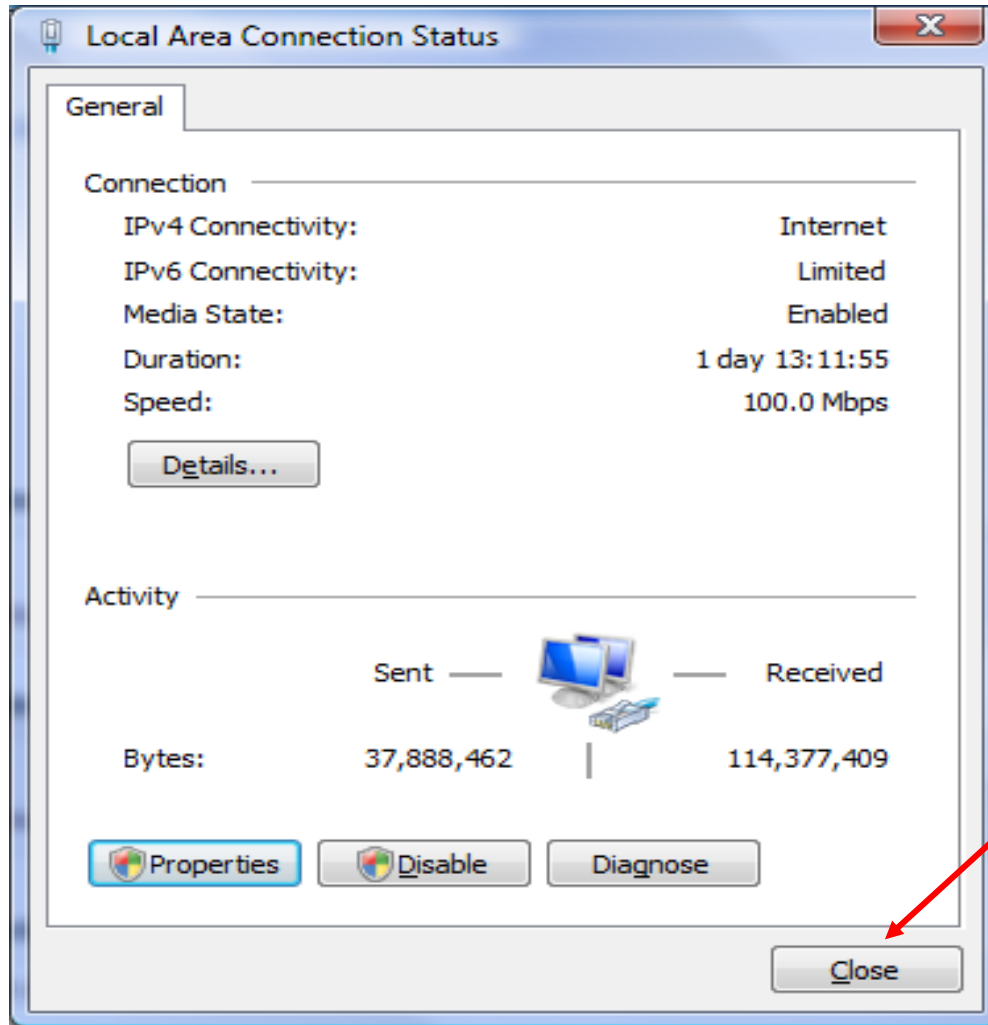 Local Area Connection Status
General
Connection
IPv4 Connectivity: Internet
IPv6 Connectivity: Limited
Media State: Enabled
Duration: 1 day 13:11:55
Speed: 100.0 Mbps
Details...
Activity
Sent Received
Bytes: 37,888,462 114,377,409
Properties Disable Diagnose
Close